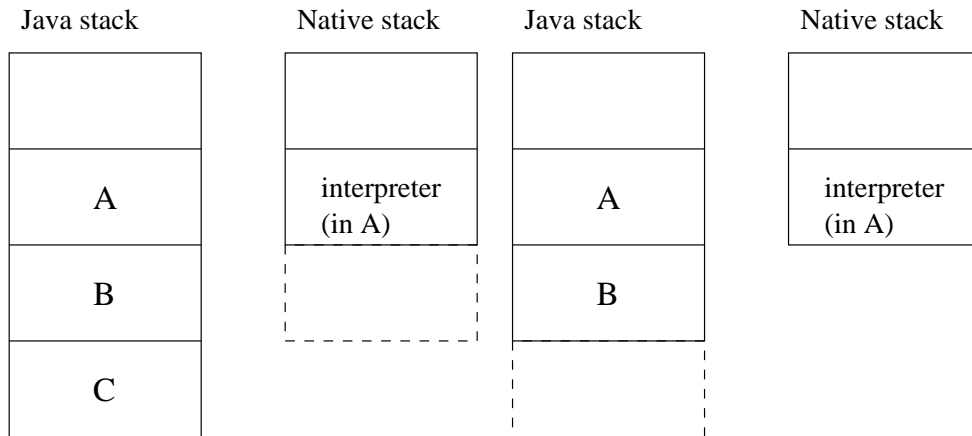 Java stack
Native stack
Java stack
Native stack
A
interpreter
(in A)
A
interpreter
(in A)
B
B
C